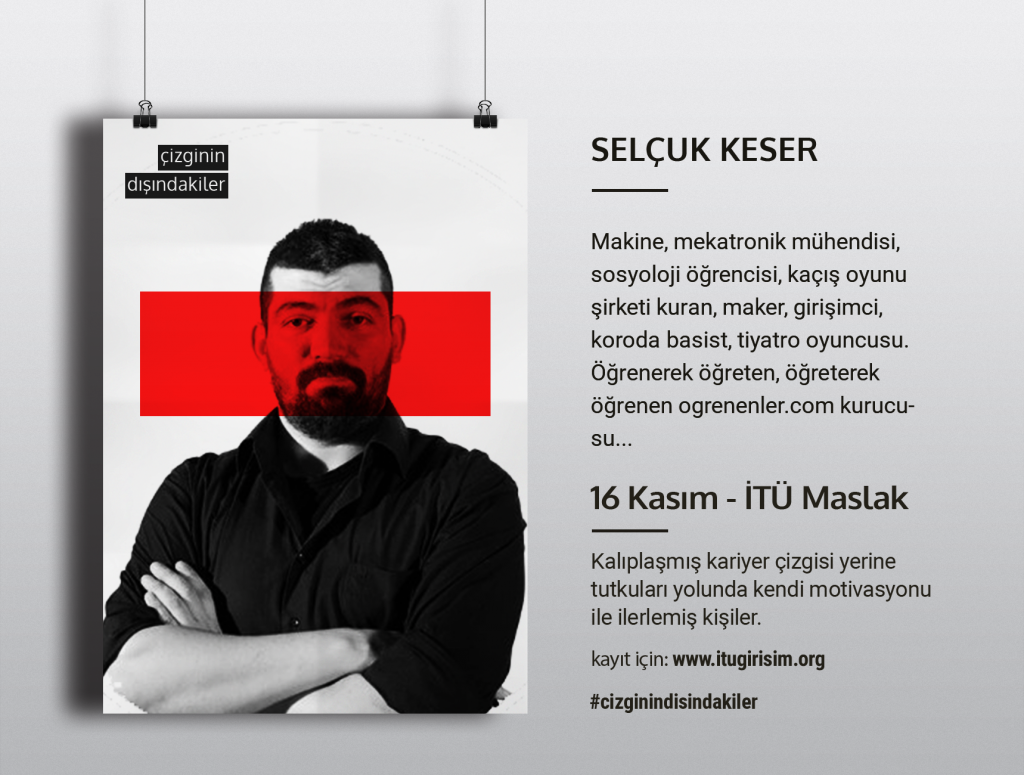 çizginin
dışındakiler
SELÇUK KESER
Makine, mekatronik mühendisi,
sosyoloji öğrencisi, kaçış oyunu
şirketi kuran, maker, girişimci,
koroda basist, tiyatro oyuncusu.
Öğrenerek öğreten, öğreterek
öğrenen ogrenenler.com kurucu-
su...
16 Kasım - İTÜ Maslak
Kalıplaşmış kariyer çizgisi yerine
tutkuları yolunda kendi motivasyonu
ile ilerlemiş kişiler.
kayıt için: www.itugirisim.org
#cizginindisindakiler